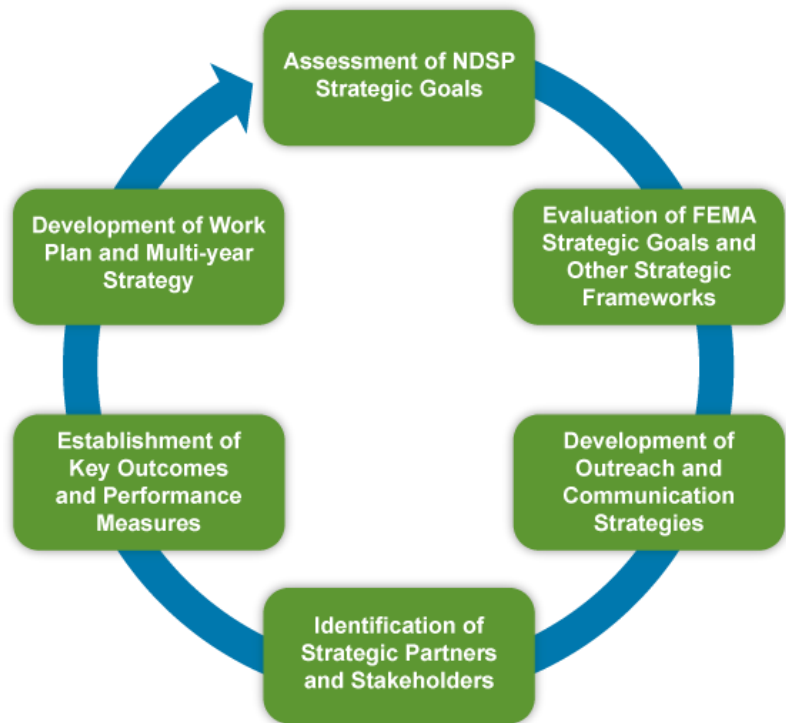 Assessment of NDSP
Strategic Goals
Evaluation of FEMA
Strategic Goals and
Other Strategic
Frameworks
Development of
Outreach and
Communication
Strategies
Identification of
Strategic Partners
and Stakeholders
Establishment of
Key Outcomes
and Performance
Measures
Development of Work
Plan and Multi-year
Strategy